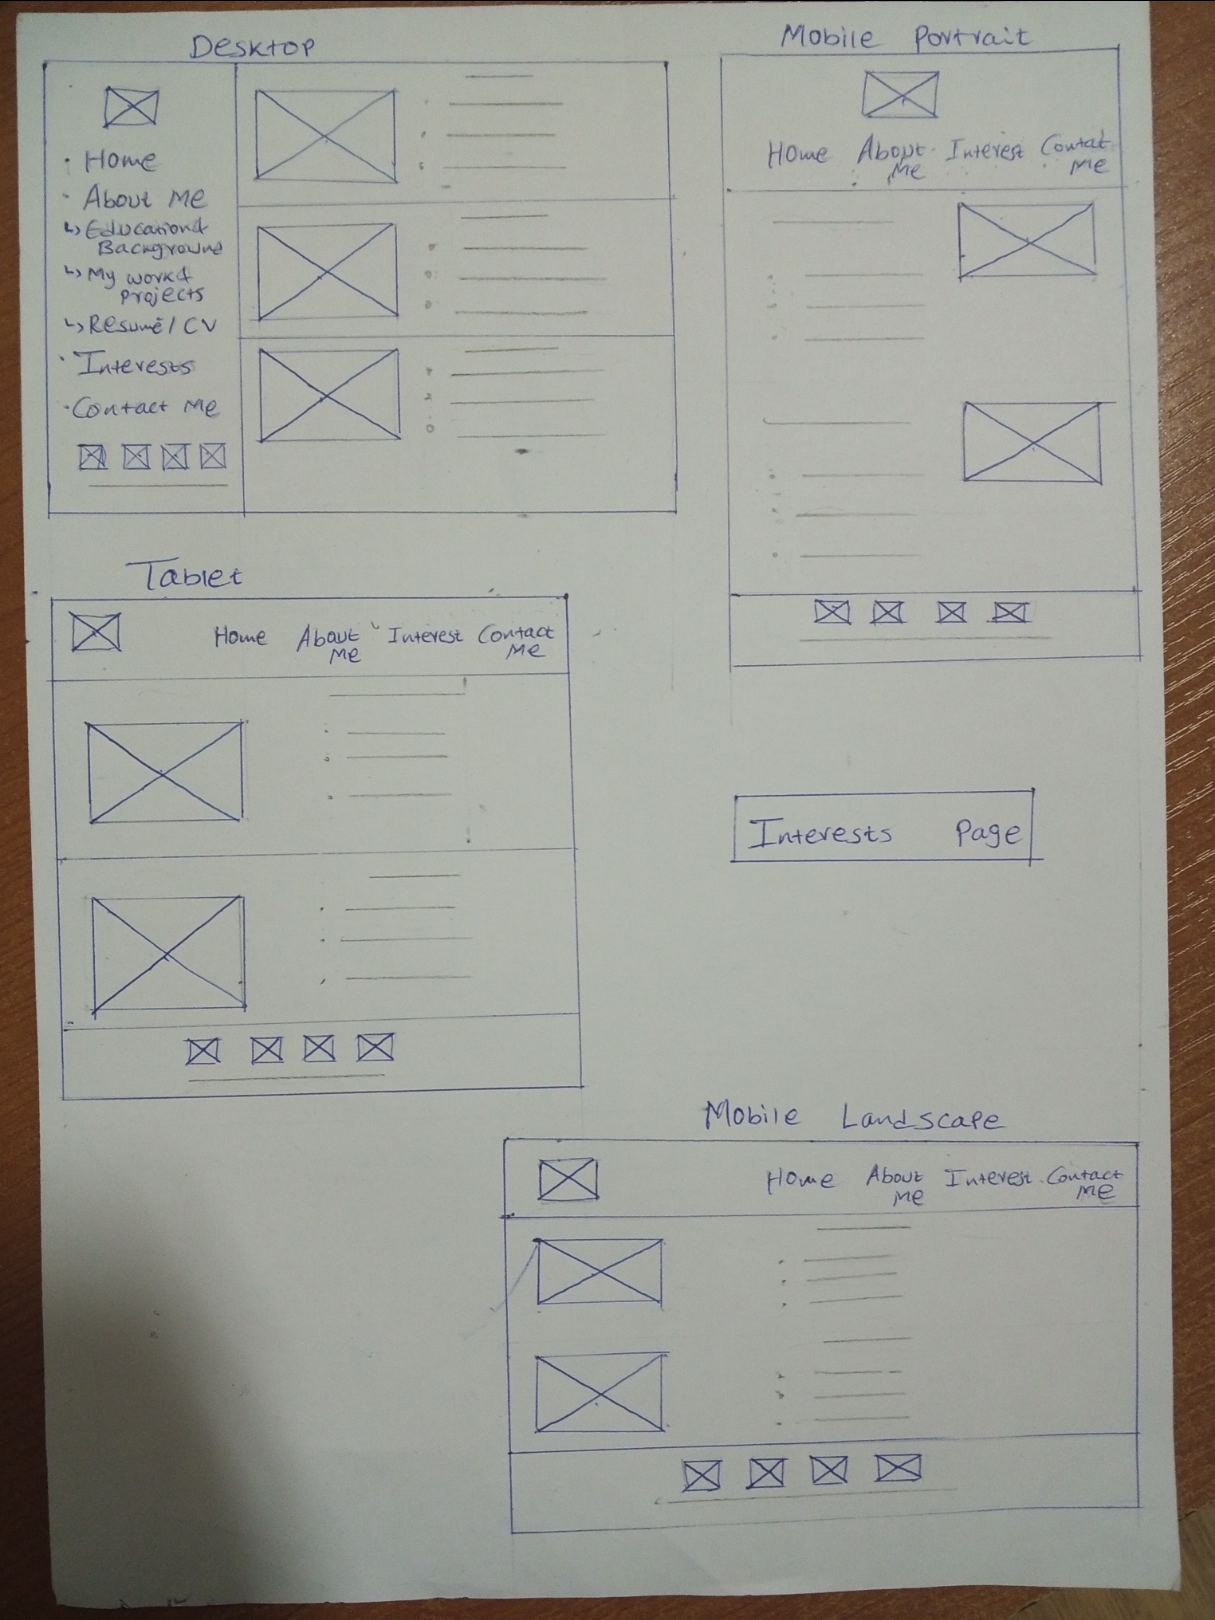 Desktop
Home
About Me
Education &
Background
My work &
projects
Resumé / CV
Interests
Contact Me
Mobile Portrait
Home About Interest Contact
Me Me
Tablet
Home About Interest Contact
Me Me
Interests Page
Mobile Landscape
Home About Interest Contact
Me Me